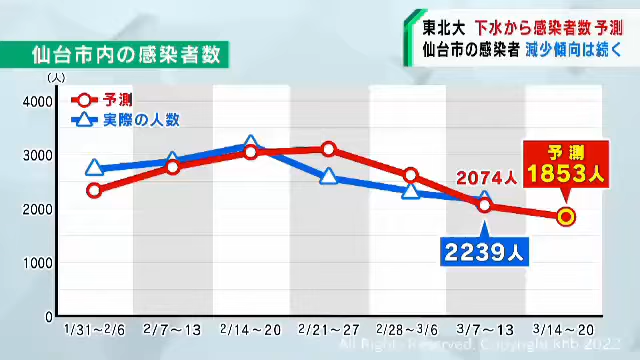 東北大 下水から感染者数 予測
仙台市の感染者 減少傾向は続く
仙台市内の感染者数
(人)
4000
3000
2000
1000
0
予測
実際の人数
2074人
予測
1853人
2239人
1/31～2/6
2/7～13
2/14～20
2/21～27
2/28～3/6
3/7～13
3/14～20
All Rights Reserved. Copyright khb 2022